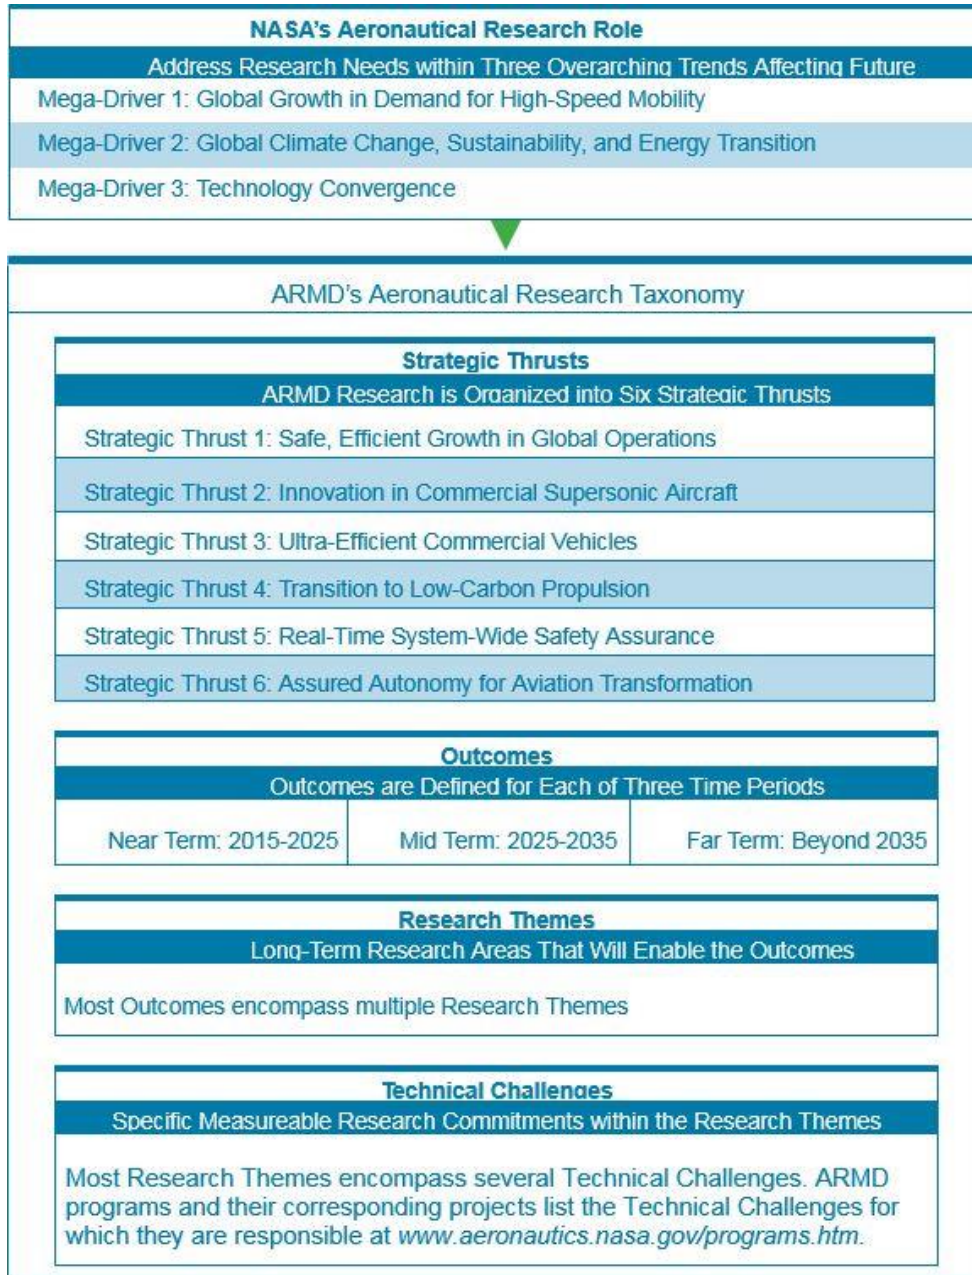 NASA's Aeronautical Research Role
Address Research Needs within Three Overarching Trends Affecting Future
Mega-Driver 1: Global Growth in Demand for High-Speed Mobility
Mega-Driver 2: Global Climate Change, Sustainability, and Energy Transition
Mega-Driver 3: Technology Convergence
ARMD's Aeronautical Research Taxonomy
Strategic Thrusts
ARMD Research is Organized into Six Strategic Thrusts
Strategic Thrust 1: Safe, Efficient Growth in Global Operations
Strategic Thrust 2: Innovation in Commercial Supersonic Aircraft
Strategic Thrust 3: Ultra-Efficient Commercial Vehicles
Strategic Thrust 4: Transition to Low-Carbon Propulsion
Strategic Thrust 5: Real-Time System-Wide Safety Assurance
Strategic Thrust 6: Assured Autonomy for Aviation Transformation
Outcomes
Outcomes are Defined for Each of Three Time Periods
Near Term: 2015-2025 Mid Term: 2025-2035 Far Term: Beyond 2035
Research Themes
Long-Term Research Areas That Will Enable the Outcomes
Most Outcomes encompass multiple Research Themes
Technical Challenges
Specific Measureable Research Commitments within the Research Themes
Most Research Themes encompass several Technical Challenges. ARMD
programs and their corresponding projects list the Technical Challenges for
which they are responsible at www.aeronautics.nasa.gov/programs.htm.